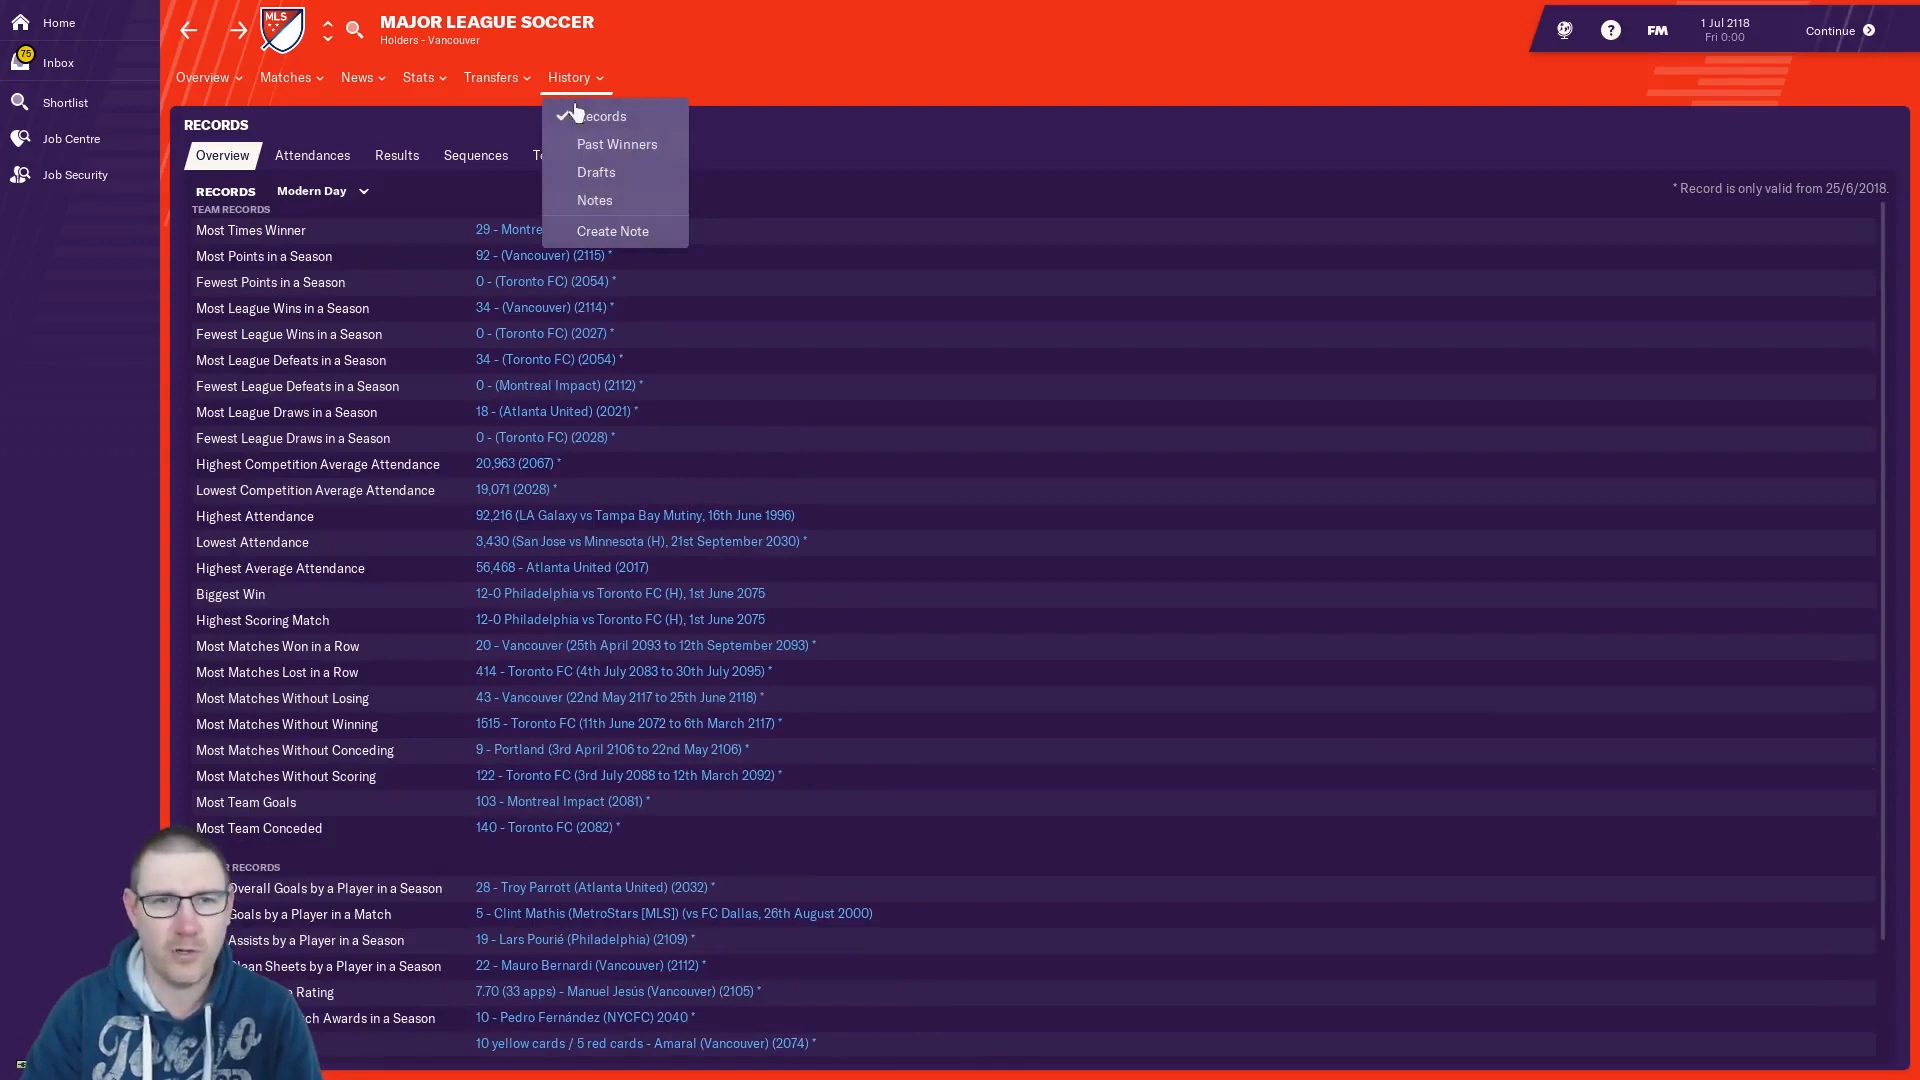 Home
75
Inbox
Shortlist
Job Centre
Job Security
MLS
MAJOR LEAGUE SOCCER
Holders - Vancouver
?
FM
1 Jul 2118
Fri 0:00
Continue
Overview
Matches
News
Stats
Transfers
History
Past Winners
Drafts
Notes
Create Note
RECORDS
Overview Attendances Results Sequences
RECORDS Modern Day
* Record is only valid from 25/6/2018.
TEAM RECORDS
Most Times Winner 29 -
Most Points in a Season 92 - (Vancouver) (2115) *
Fewest Points in a Season 0 - (Toronto FC) (2054) *
Most League Wins in a Season 34 - (Vancouver) (2114) *
Fewest League Wins in a Season 0 - (Toronto FC) (2027) *
Most League Defeats in a Season 34 - (Toronto FC) (2054) *
Fewest League Defeats in a Season 0 - (Montreal Impact) (2112) *
Most League Draws in a Season 18 - (Atlanta United) (2021) *
Fewest League Draws in a Season 0 - (Toronto FC) (2028) *
Highest Competition Average Attendance 20,963 (2067) *
Lowest Competition Average Attendance 19,071 (2028) *
Highest Attendance 92,216 (LA Galaxy vs Tampa Bay Mutiny, 16th June 1996)
Lowest Attendance 3,430 (San Jose vs Minnesota (H), 21st September 2030) *
Highest Average Attendance 56,468 - Atlanta United (2017)
Biggest Win 12-0 Philadelphia vs Toronto FC (H), 1st June 2075
Highest Scoring Match 12-0 Philadelphia vs Toronto FC (H), 1st June 2075
Most Matches Won in a Row 20 - Vancouver (25th April 2093 to 12th September 2093) *
Most Matches Lost in a Row 414 - Toronto FC (4th July 2083 to 30th July 2095) *
Most Matches Without Losing 43 - Vancouver (22nd May 2117 to 25th June 2118) *
Most Matches Without Winning 1515 - Toronto FC (11th June 2072 to 6th March 2117) *
Most Matches Without Conceding 9 - Portland (3rd April 2106 to 22nd May 2106) *
Most Matches Without Scoring 122 - Toronto FC (3rd July 2088 to 12th March 2092) *
Most Team Goals 103 - Montreal Impact (2081) *
Most Team Conceded 140 - Toronto FC (2082) *
RECORDS
Overall Goals by a Player in a Season 28 - Troy Parrott (Atlanta United) (2032) *
Goals by a Player in a Match 5 - Clint Mathis (MetroStars [MLS]) (vs FC Dallas, 26th August 2000)
Assists by a Player in a Season 19 - Lars Pourié (Philadelphia) (2109) *
Sheets by a Player in a Season 22 - Mauro Bernardi (Vancouver) (2112) *
Rating 7.70 (33 apps) - Manuel Jesús (Vancouver) (2105) *
Awards in a Season 10 - Pedro Fernández (NYCFC) 2040 *
10 yellow cards / 5 red cards - Amaral (Vancouver) (2074) *